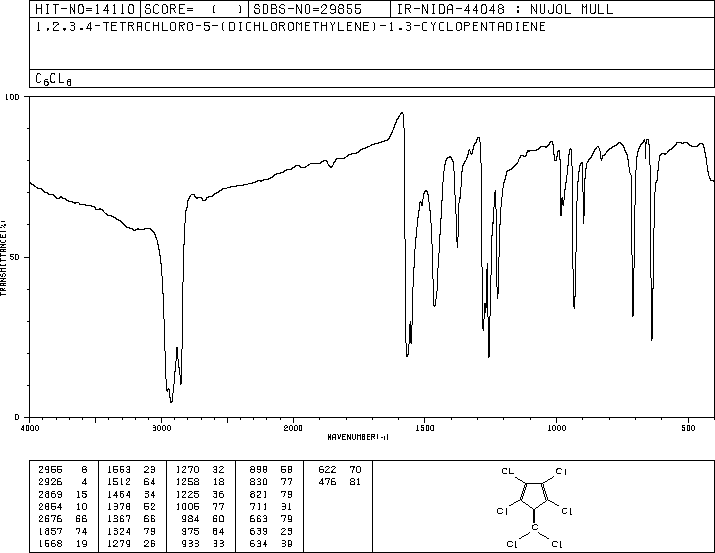 HIT-NO=14110 SCORE= ( ) SDBS-NO=29855 IR-NIDA-44048 : NUJOL MULL
1,2,3,4-TETRACHLORO-5-(DICHLOROMETHYLENE)-1,3-CYCLOPENTADIENE
C6CL6
100
50
0
TRANSMITTANCE(%)
4000 3000 2000 1500 1000 500
WAVENUMBER(-1)
2955 6 1553 29 1270 32 898 58 622 70
2926 4 1512 64 1258 18 830 77 476 81
2869 15 1464 34 1225 36 821 79
2854 10 1378 52 1006 77 711 31
2676 66 1367 66 984 60 663 79
1857 74 1324 79 975 64 639 23
1568 19 1279 26 933 33 634 39
CL Cl
Cl Cl
C
Cl Cl